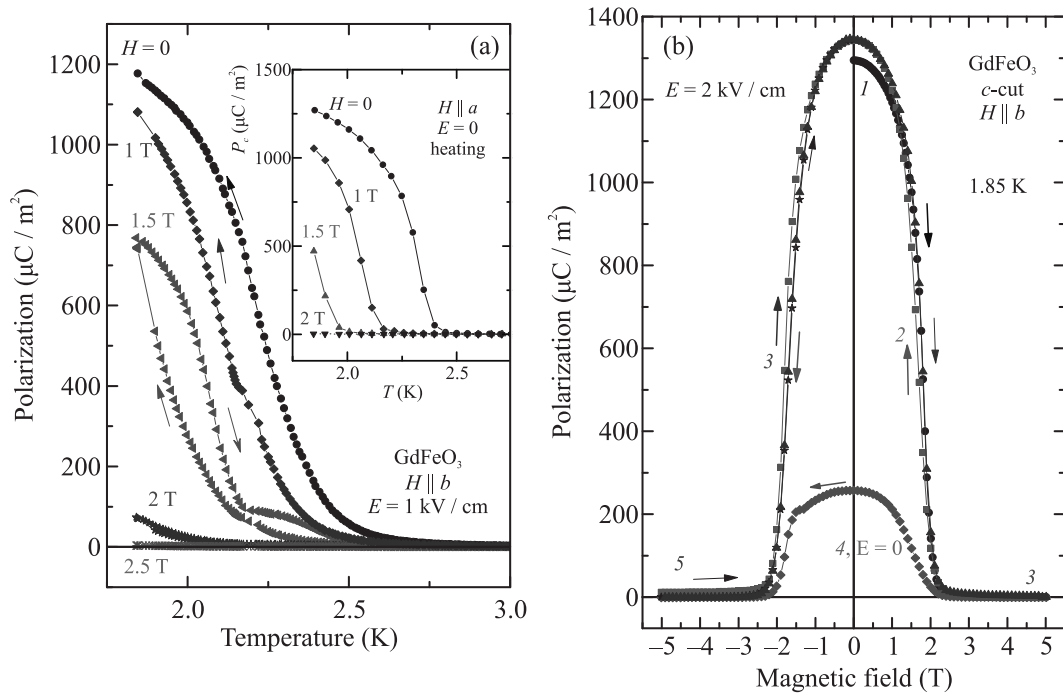 (a)
H = 0
1200
1000
800
600
400
200
0
1 T
1.5 T
2 T
2.5 T
Polarization (μC / m²)
2.0
2.5
3.0
Temperature (K)
GdFeO₃
H || b
E = 1 kV / cm
1500
1000
500
0
P_c (μC / m²)
H = 0
H || a
E = 0
heating
1 T
1.5 T
2 T
2.0
2.5
T (K)
(b)
1400
1200
1000
800
600
400
200
0
Polarization (μC / m²)
E = 2 kV / cm
GdFeO₃
c-cut
H || b
1.85 K
1
2
3
4, E = 0
5
3
–5
–4
–3
–2
–1
0
1
2
3
4
5
Magnetic field (T)